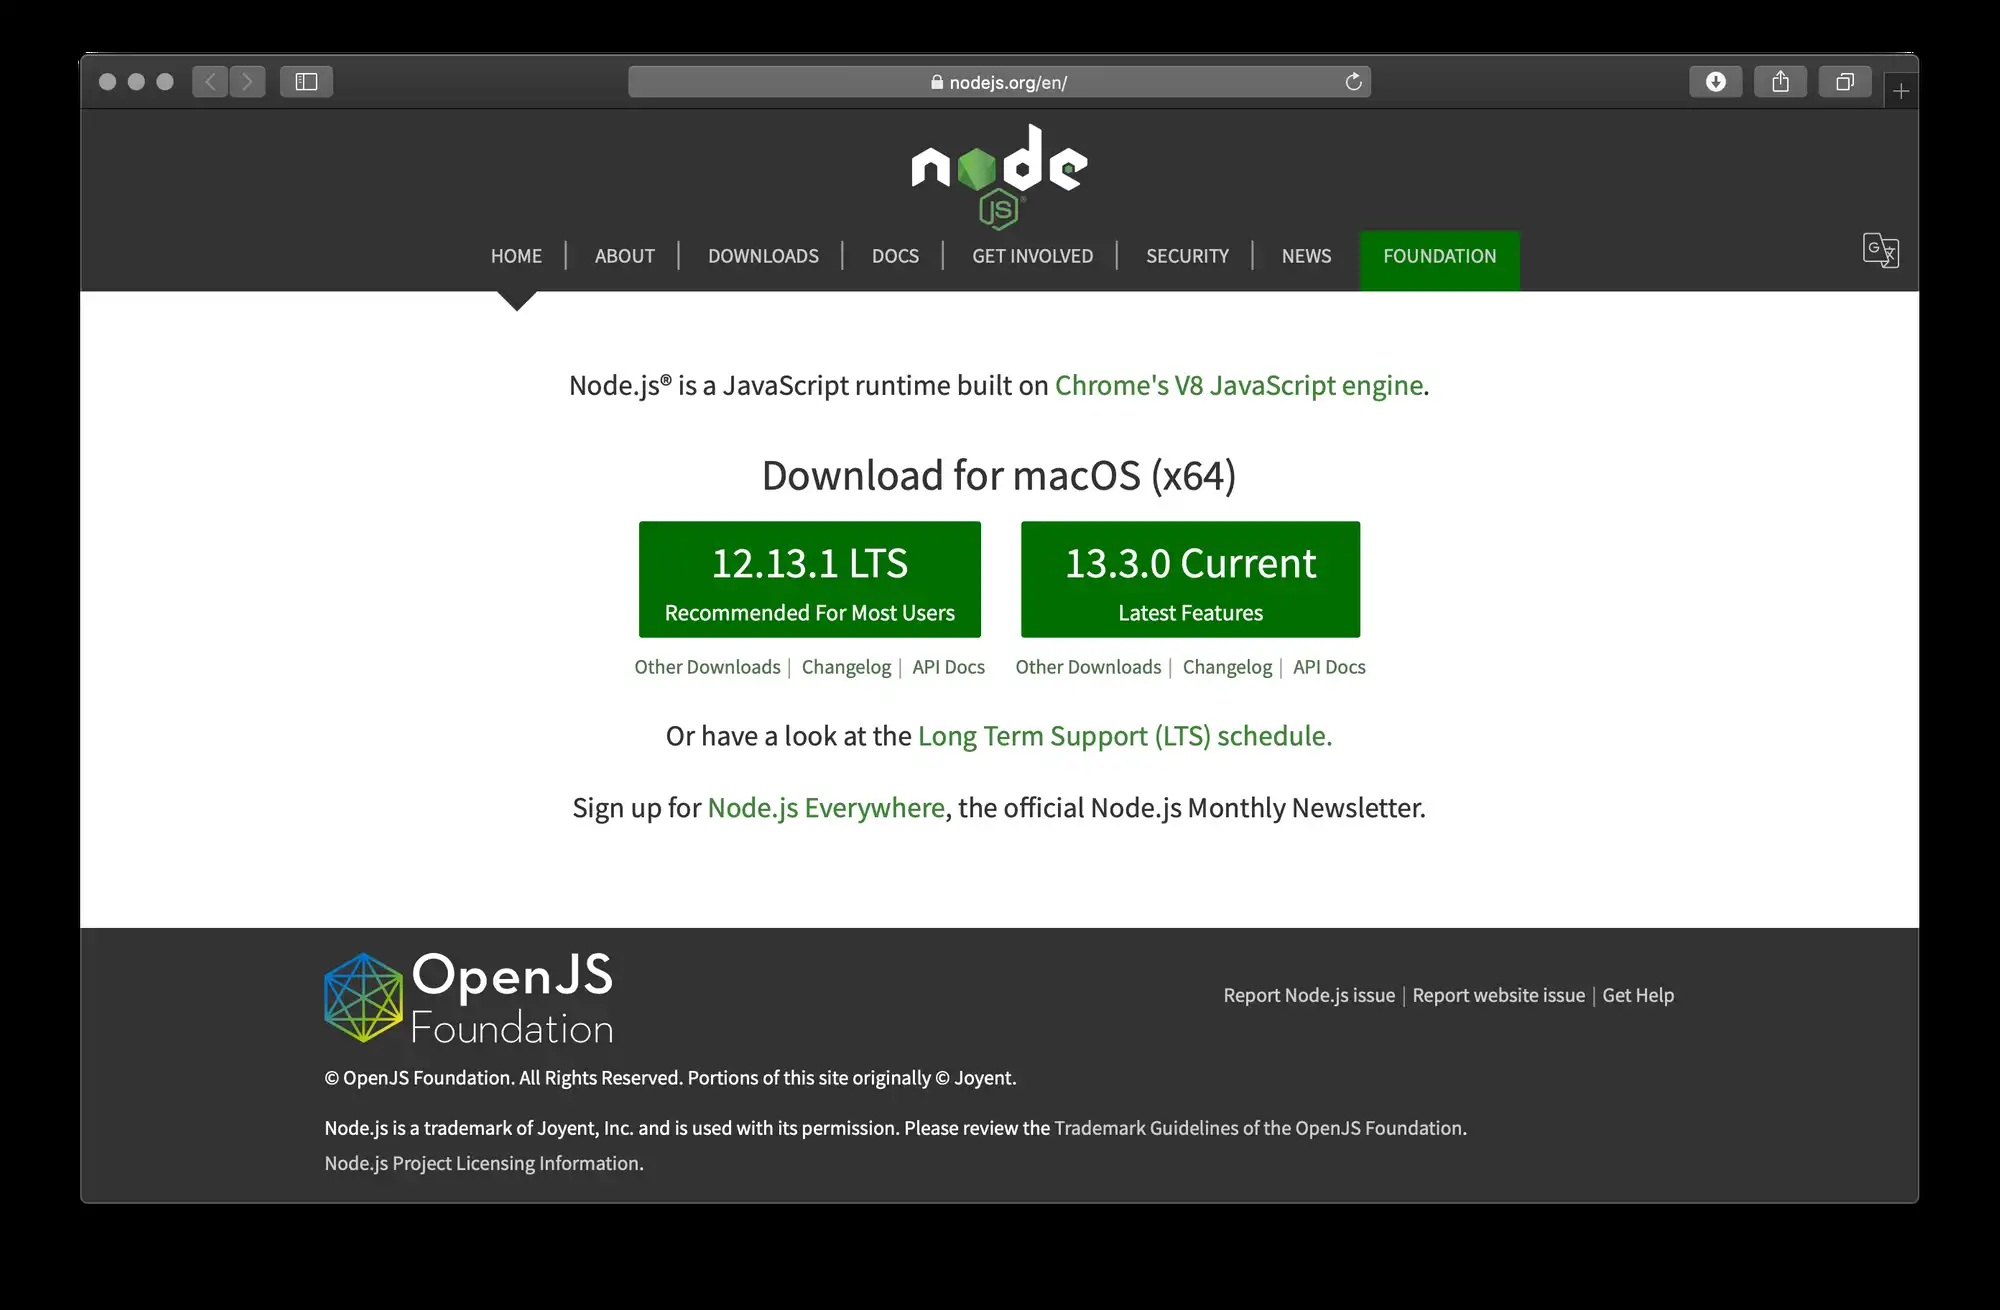 nodejs.org/en/
node
JS
HOME | ABOUT | DOWNLOADS | DOCS | GET INVOLVED | SECURITY | NEWS FOUNDATION
Node.js® is a JavaScript runtime built on Chrome's V8 JavaScript engine.
Download for macOS (x64)
12.13.1 LTS
Recommended For Most Users
13.3.0 Current
Latest Features
Other Downloads | Changelog | API Docs
Other Downloads | Changelog | API Docs
Or have a look at the Long Term Support (LTS) schedule.
Sign up for Node.js Everywhere, the official Node.js Monthly Newsletter.
OpenJS
Foundation
Report Node.js issue | Report website issue | Get Help
© OpenJS Foundation. All Rights Reserved. Portions of this site originally © Joyent.
Node.js is a trademark of Joyent, Inc. and is used with its permission. Please review the Trademark Guidelines of the OpenJS Foundation.
Node.js Project Licensing Information.